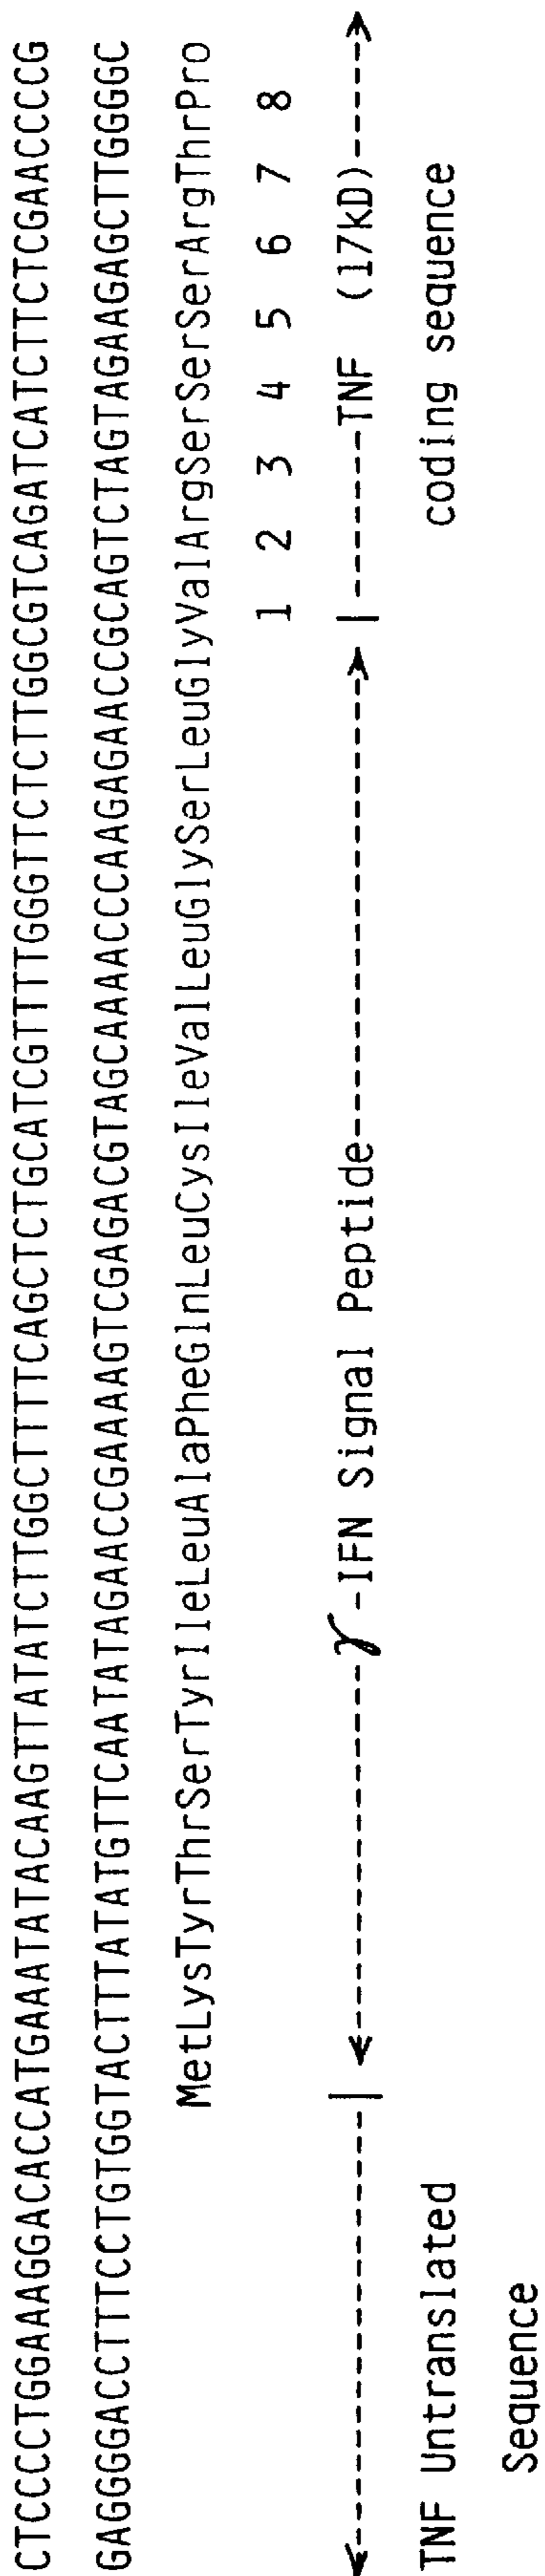 CTCCCCTGGAAAGGACACCATGAAATATACAAGTTATATCTTGGCTTTTCAGCTCTGCATCGTTTTGGGTTCTCTTGGCGTCAGATCATCTTCTCGAACCCCG
GAGGGGACCTTTCCTGTGGTACTTTATATGTTCAATATAGAACCGAAAAGTCGAGACGTAGCAAAACCCAAGAGAACCGCAGTCTAGTAGAAGAGCTTGGGGC
MetLysTyrThrSerTyrIleLeuAlaPheGlnLeuCysIleValLeuGlySerLeuGlyValArgSerSerSerArgThrPro
1 2 3 4 5 6 7 8
γ-IFN Signal Peptide TNF (17kD)
TNF Untranslated coding sequence
Sequence